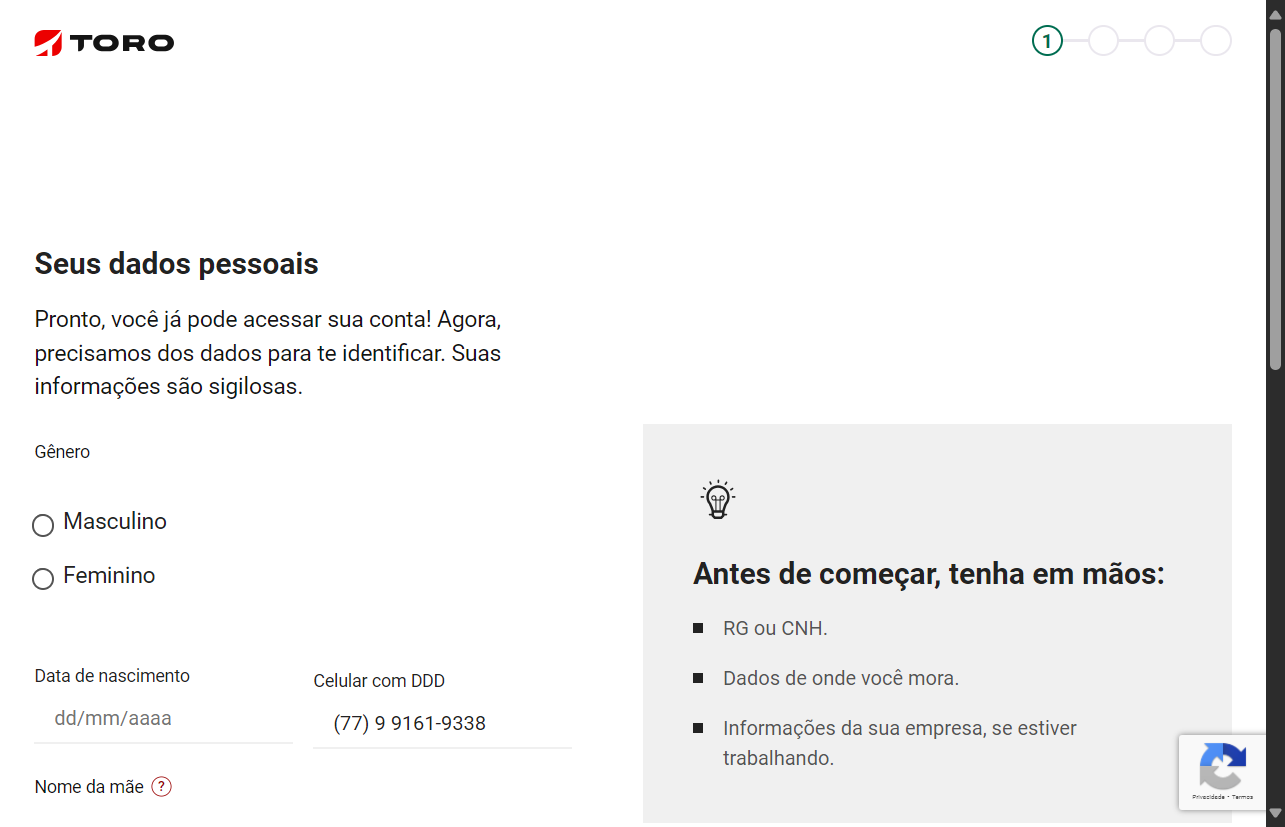 TORO
1
Seus dados pessoais
Pronto, você já pode acessar sua conta! Agora,
precisamos dos dados para te identificar. Suas
informações são sigilosas.
Gênero
Masculino
Feminino
Data de nascimento
dd/mm/aaaa
Celular com DDD
(77) 9 9161-9338
Nome da mãe ?
Antes de começar, tenha em mãos:
RG ou CNH.
Dados de onde você mora.
Informações da sua empresa, se estiver
trabalhando.
Privacidade - Termos